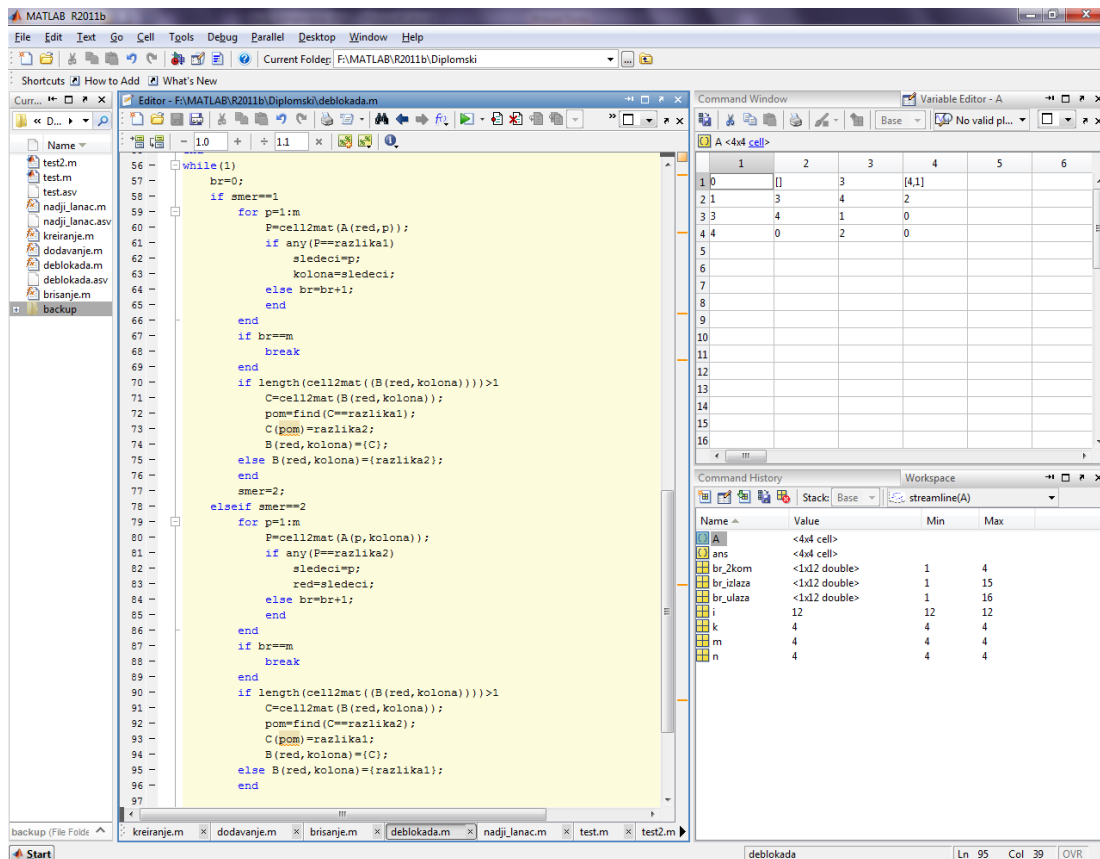 MATLAB R2011b
File Edit Text Go Cell Tools Debug Parallel Desktop Window Help
Current Folder: F:\MATLAB\R2011b\Diplomski
Shortcuts How to Add What's New
Curr...
« D...
Name
test2.m
test.m
test.asv
nadji_lanac.m
nadji_lanac.asv
kreiranje.m
dodavanje.m
deblokada.m
deblokada.asv
brisanje.m
backup
backup (File Folde
Editor - F:\MATLAB\R2011b\Diplomski\deblokada.m
- 1.0 + ÷ 1.1 ×
56 - while(1)
57 - br=0;
58 - if smer==1
59 - for p=1:m
60 - P=cell2mat(A(red,p));
61 - if any(P==razlika1)
62 - sledeci=p;
63 - kolona=sledeci;
64 - else br=br+1;
65 - end
66 - end
67 - if br==m
68 - break
69 - end
70 - if length(cell2mat((B(red,kolona))))>1
71 - C=cell2mat(B(red,kolona));
72 - pom=find(C==razlika1);
73 - C(pom)=razlika2;
74 - B(red,kolona)={C};
75 - else B(red,kolona)={razlika2};
76 - end
77 - smer=2;
78 - elseif smer==2
79 - for p=1:m
80 - P=cell2mat(A(p,kolona));
81 - if any(P==razlika2)
82 - sledeci=p;
83 - red=sledeci;
84 - else br=br+1;
85 - end
86 - end
87 - if br==m
88 - break
89 - end
90 - if length(cell2mat((B(red,kolona))))>1
91 - C=cell2mat(B(red,kolona));
92 - pom=find(C==razlika2);
93 - C(pom)=razlika1;
94 - B(red,kolona)={C};
95 - else B(red,kolona)={razlika1};
96 - end
97
kreiranje.m × dodavanje.m × brisanje.m × deblokada.m × nadji_lanac.m × test.m × test2.m
Command Window Variable Editor - A
Base No valid pl...
A <4x4 cell>
1 2 3 4 5 6
1 0 [] 3 [4,1]
2 1 3 4 2
3 3 4 1 0
4 4 0 2 0
5
6
7
8
9
10
11
12
13
14
15
16
Command History Workspace
Stack: Base streamline(A)
Name Value Min Max
A <4x4 cell>
ans <4x4 cell>
br_2kom <1x12 double> 1 4
br_izlaza <1x12 double> 1 15
br_ulaza <1x12 double> 1 16
i 12 12 12
k 4 4 4
m 4 4 4
n 4 4 4
Start deblokada Ln 95 Col 39 OVR